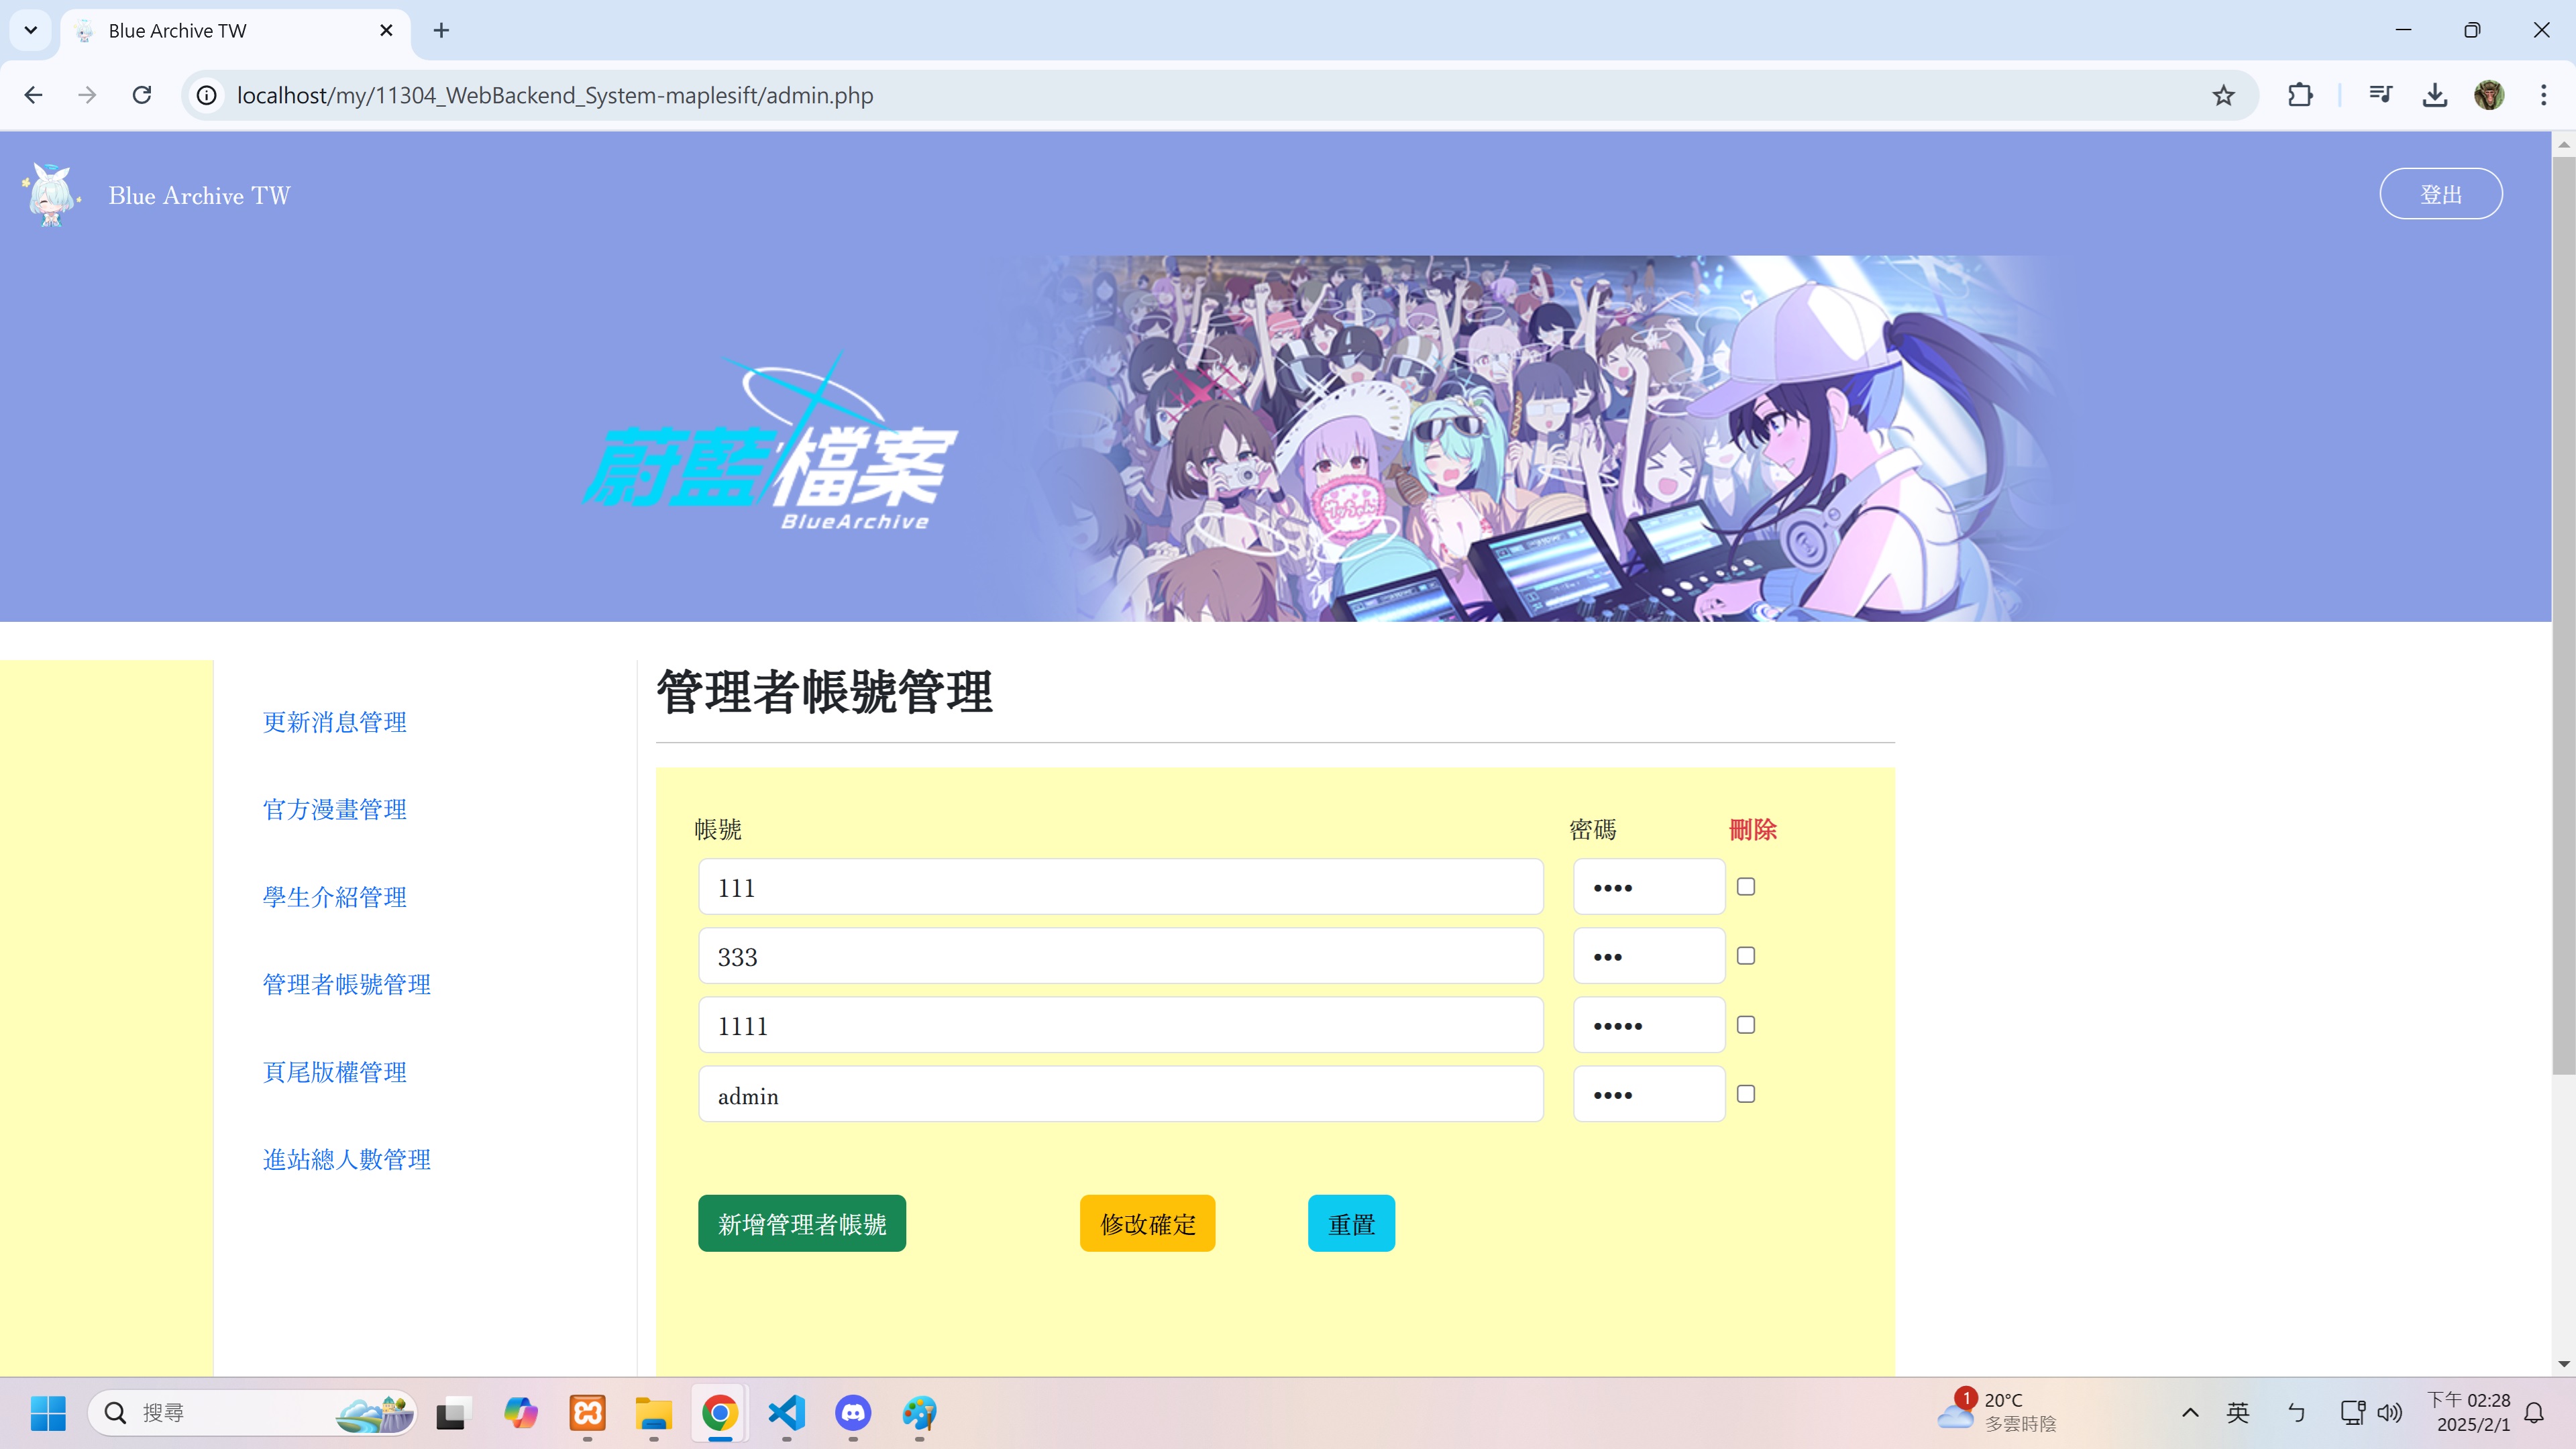 Blue Archive TW
localhost/my/11304_WebBackend_System-maplesift/admin.php
Blue Archive TW
登出
蔚藍檔案
BlueArchive
管理者帳號管理
更新消息管理
官方漫畫管理
學生介紹管理
管理者帳號管理
頁尾版權管理
進站總人數管理
帳號 密碼 刪除
111 ••••
333 •••
1111 •••••
admin ••••
新增管理者帳號 修改確定 重置
搜尋
1
20°C
多雲時陰
英
ㄅ
下午 02:28
2025/2/1